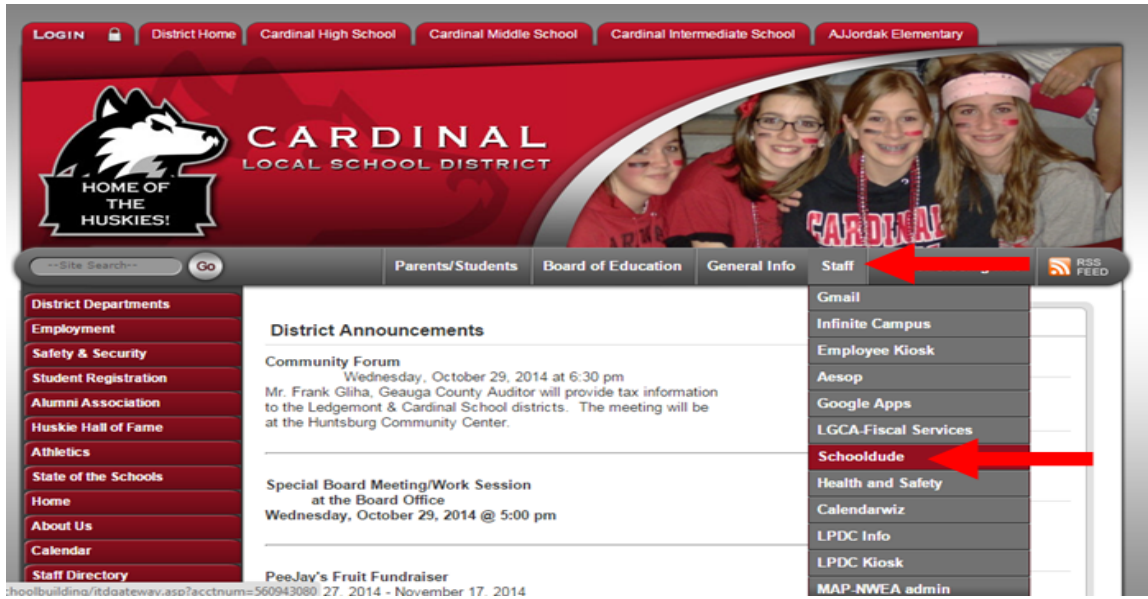 LOGIN District Home Cardinal High School Cardinal Middle School Cardinal Intermediate School AJJordak Elementary
CARDINAL
LOCAL SCHOOL DISTRICT
HOME OF
THE
HUSKIES!
CARDINAL
--Site Search-- Go Parents/Students Board of Education General Info Staff RSS FEED
District Departments
Employment
Safety & Security
Student Registration
Alumni Association
Huskie Hall of Fame
Athletics
State of the Schools
Home
About Us
Calendar
Staff Directory
District Announcements
Community Forum
Wednesday, October 29, 2014 at 6:30 pm
Mr. Frank Gliha, Geauga County Auditor will provide tax information
to the Ledgemont & Cardinal School districts. The meeting will be
at the Huntsburg Community Center.
Special Board Meeting/Work Session
at the Board Office
Wednesday, October 29, 2014 @ 5:00 pm
PeeJay's Fruit Fundraiser
27, 2014 - November 17, 2014
Gmail
Infinite Campus
Employee Kiosk
Aesop
Google Apps
LGCA-Fiscal Services
Schooldude
Health and Safety
Calendarwiz
LPDC Info
LPDC Kiosk
MAP-NWEA admin
choolbuilding/itdgateway.asp?acctnum=560943080